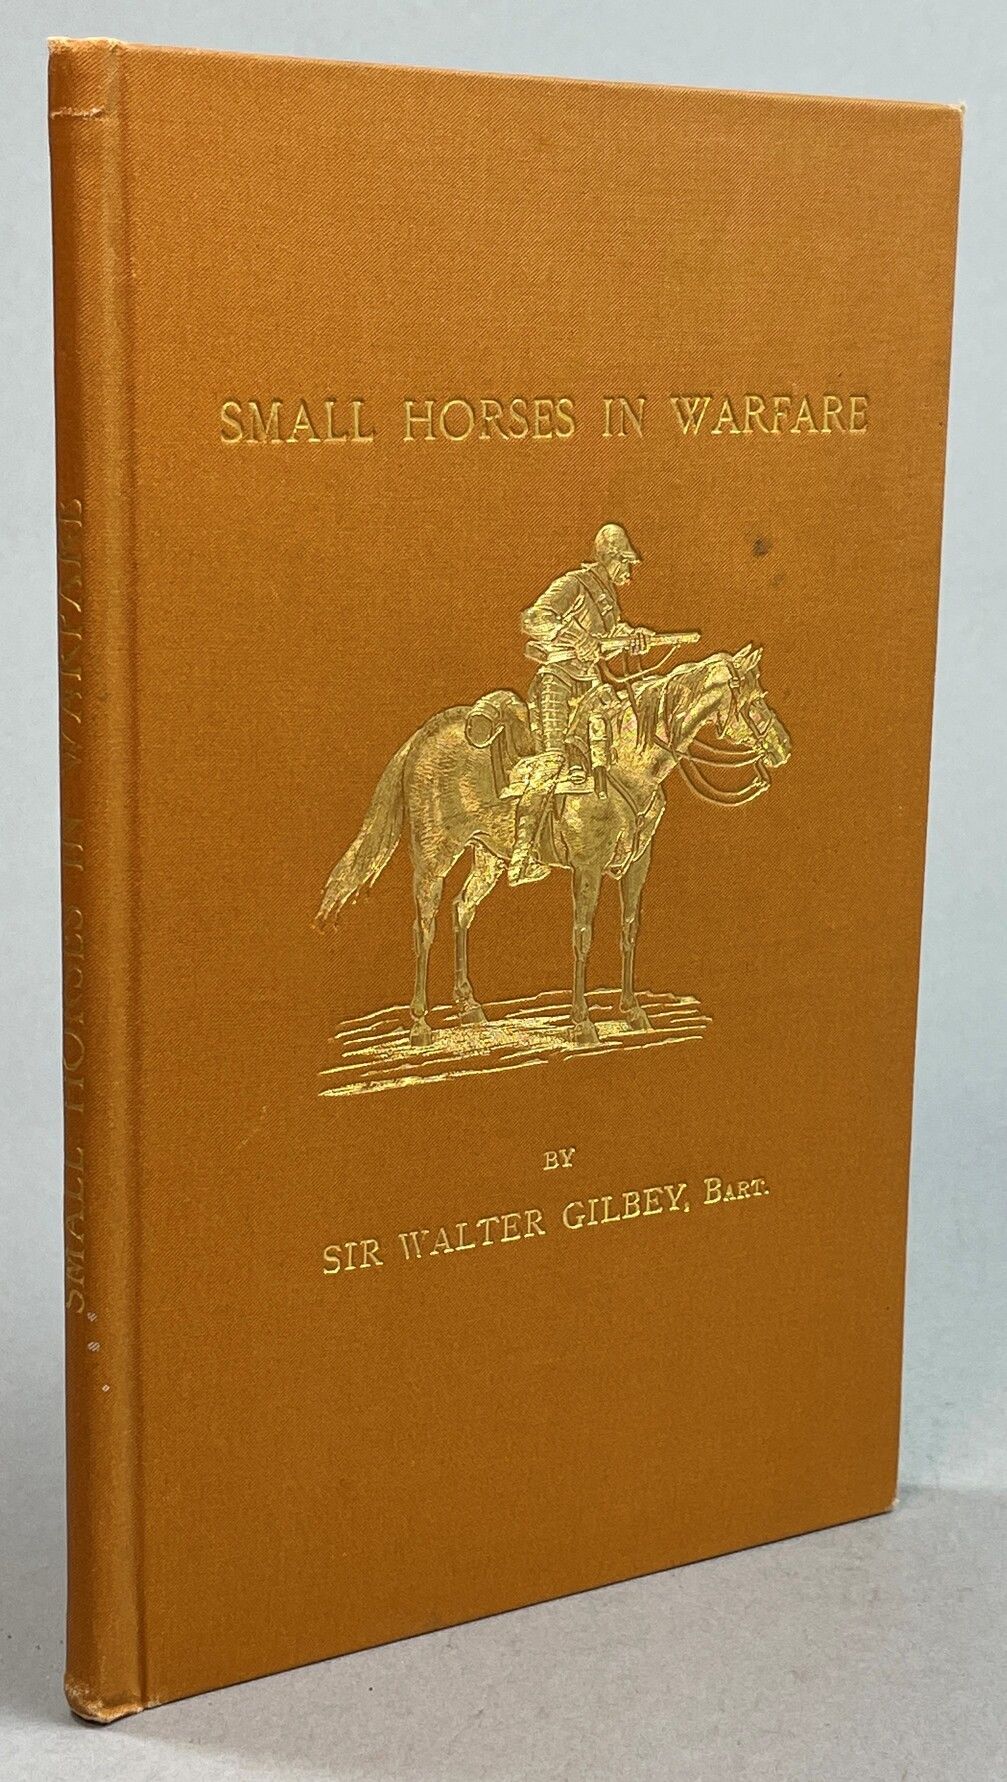 SMALL HORSES IN WARFARE
BY
SIR WALTER GILBEY, BART.
SMALL HORSES IN WARFARE